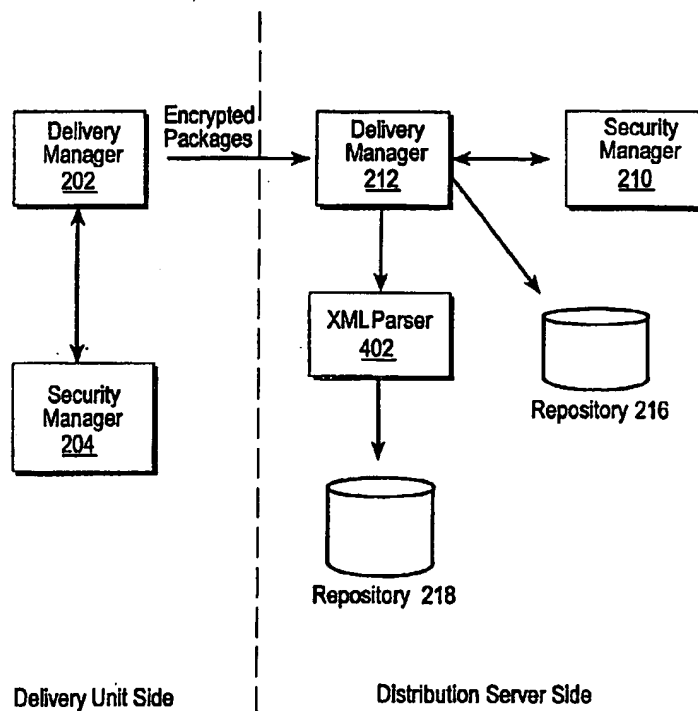 Delivery
Manager
202
Encrypted
Packages
Delivery
Manager
212
Security
Manager
210
XML Parser
402
Security
Manager
204
Repository 216
Repository 218
Delivery Unit Side
Distribution Server Side